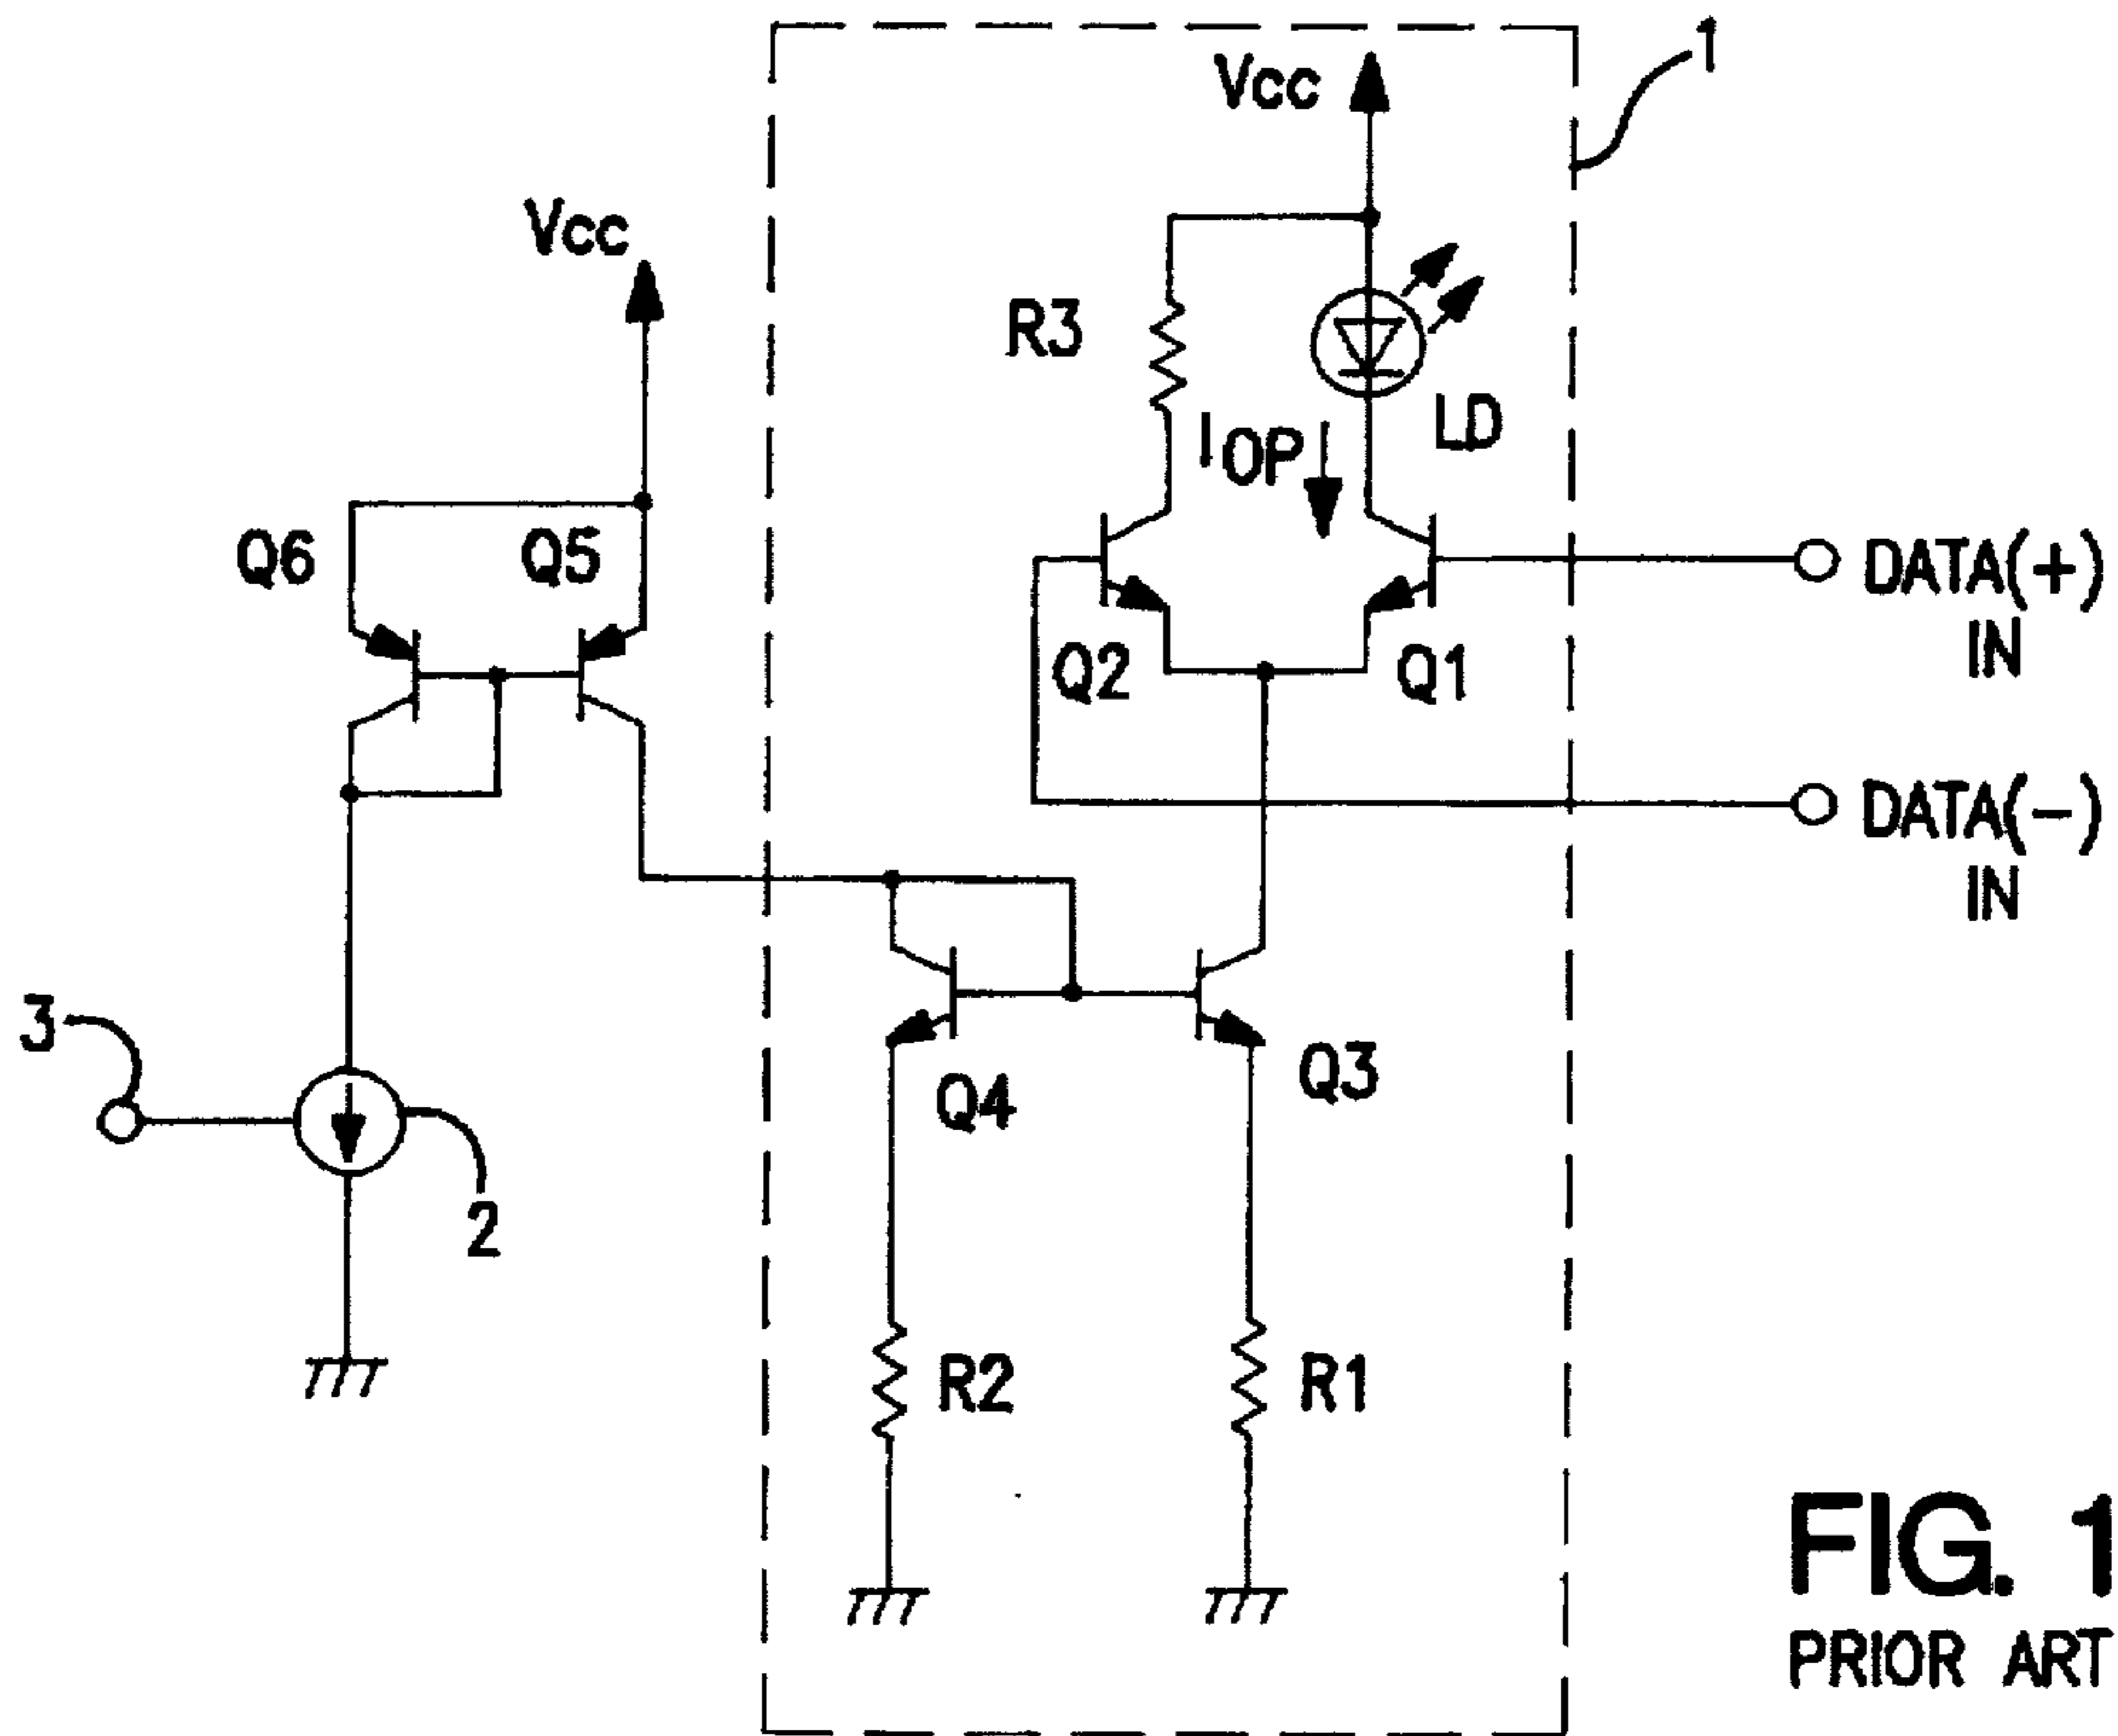 1
Vcc
Vcc
R3
LD
IOP
Q6
Q5
DATA(+)
IN
Q2
Q1
DATA(-)
IN
3
Q4
Q3
2
R2
R1
FIG. 1
PRIOR ART